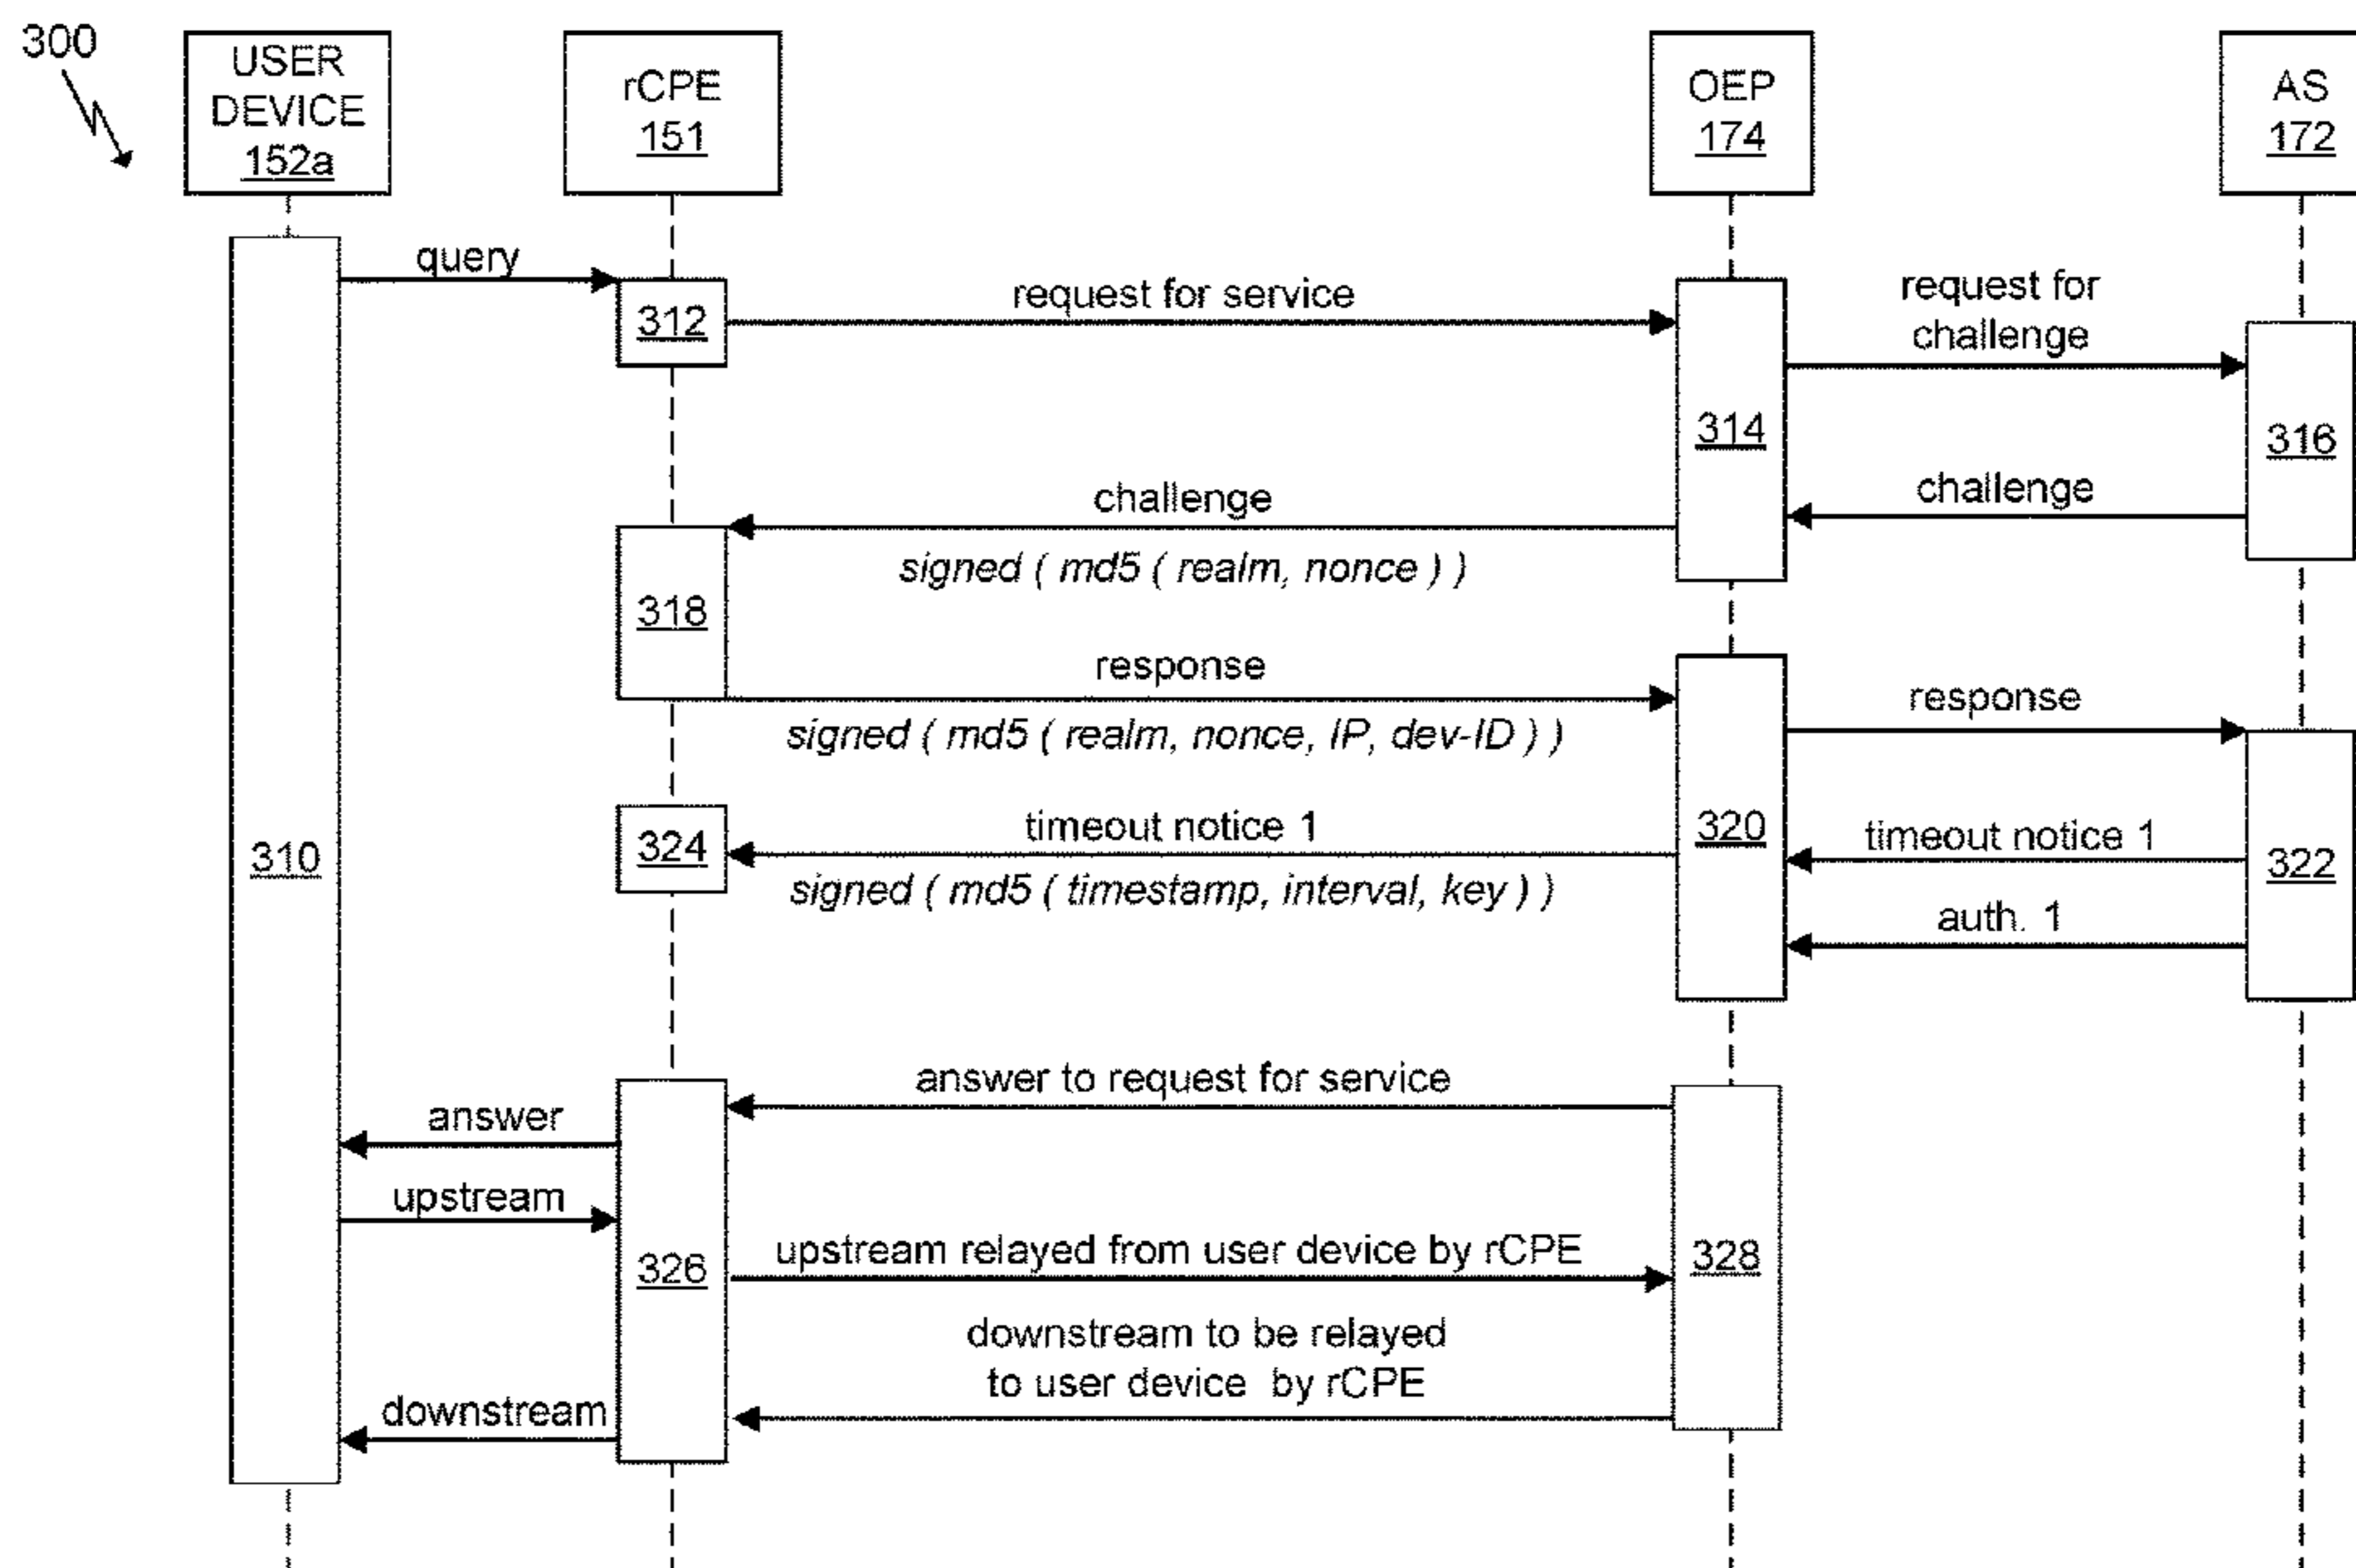 300
USER
DEVICE
152a
rCPE
151
OEP
174
AS
172
query
312
request for service
314
request for
challenge
316
challenge
challenge
signed ( md5 ( realm, nonce ) )
318
response
signed ( md5 ( realm, nonce, IP, dev-ID ) )
320
response
322
310
324
timeout notice 1
signed ( md5 ( timestamp, interval, key ) )
timeout notice 1
auth. 1
answer to request for service
answer
upstream
326
upstream relayed from user device by rCPE
328
downstream to be relayed
to user device by rCPE
downstream